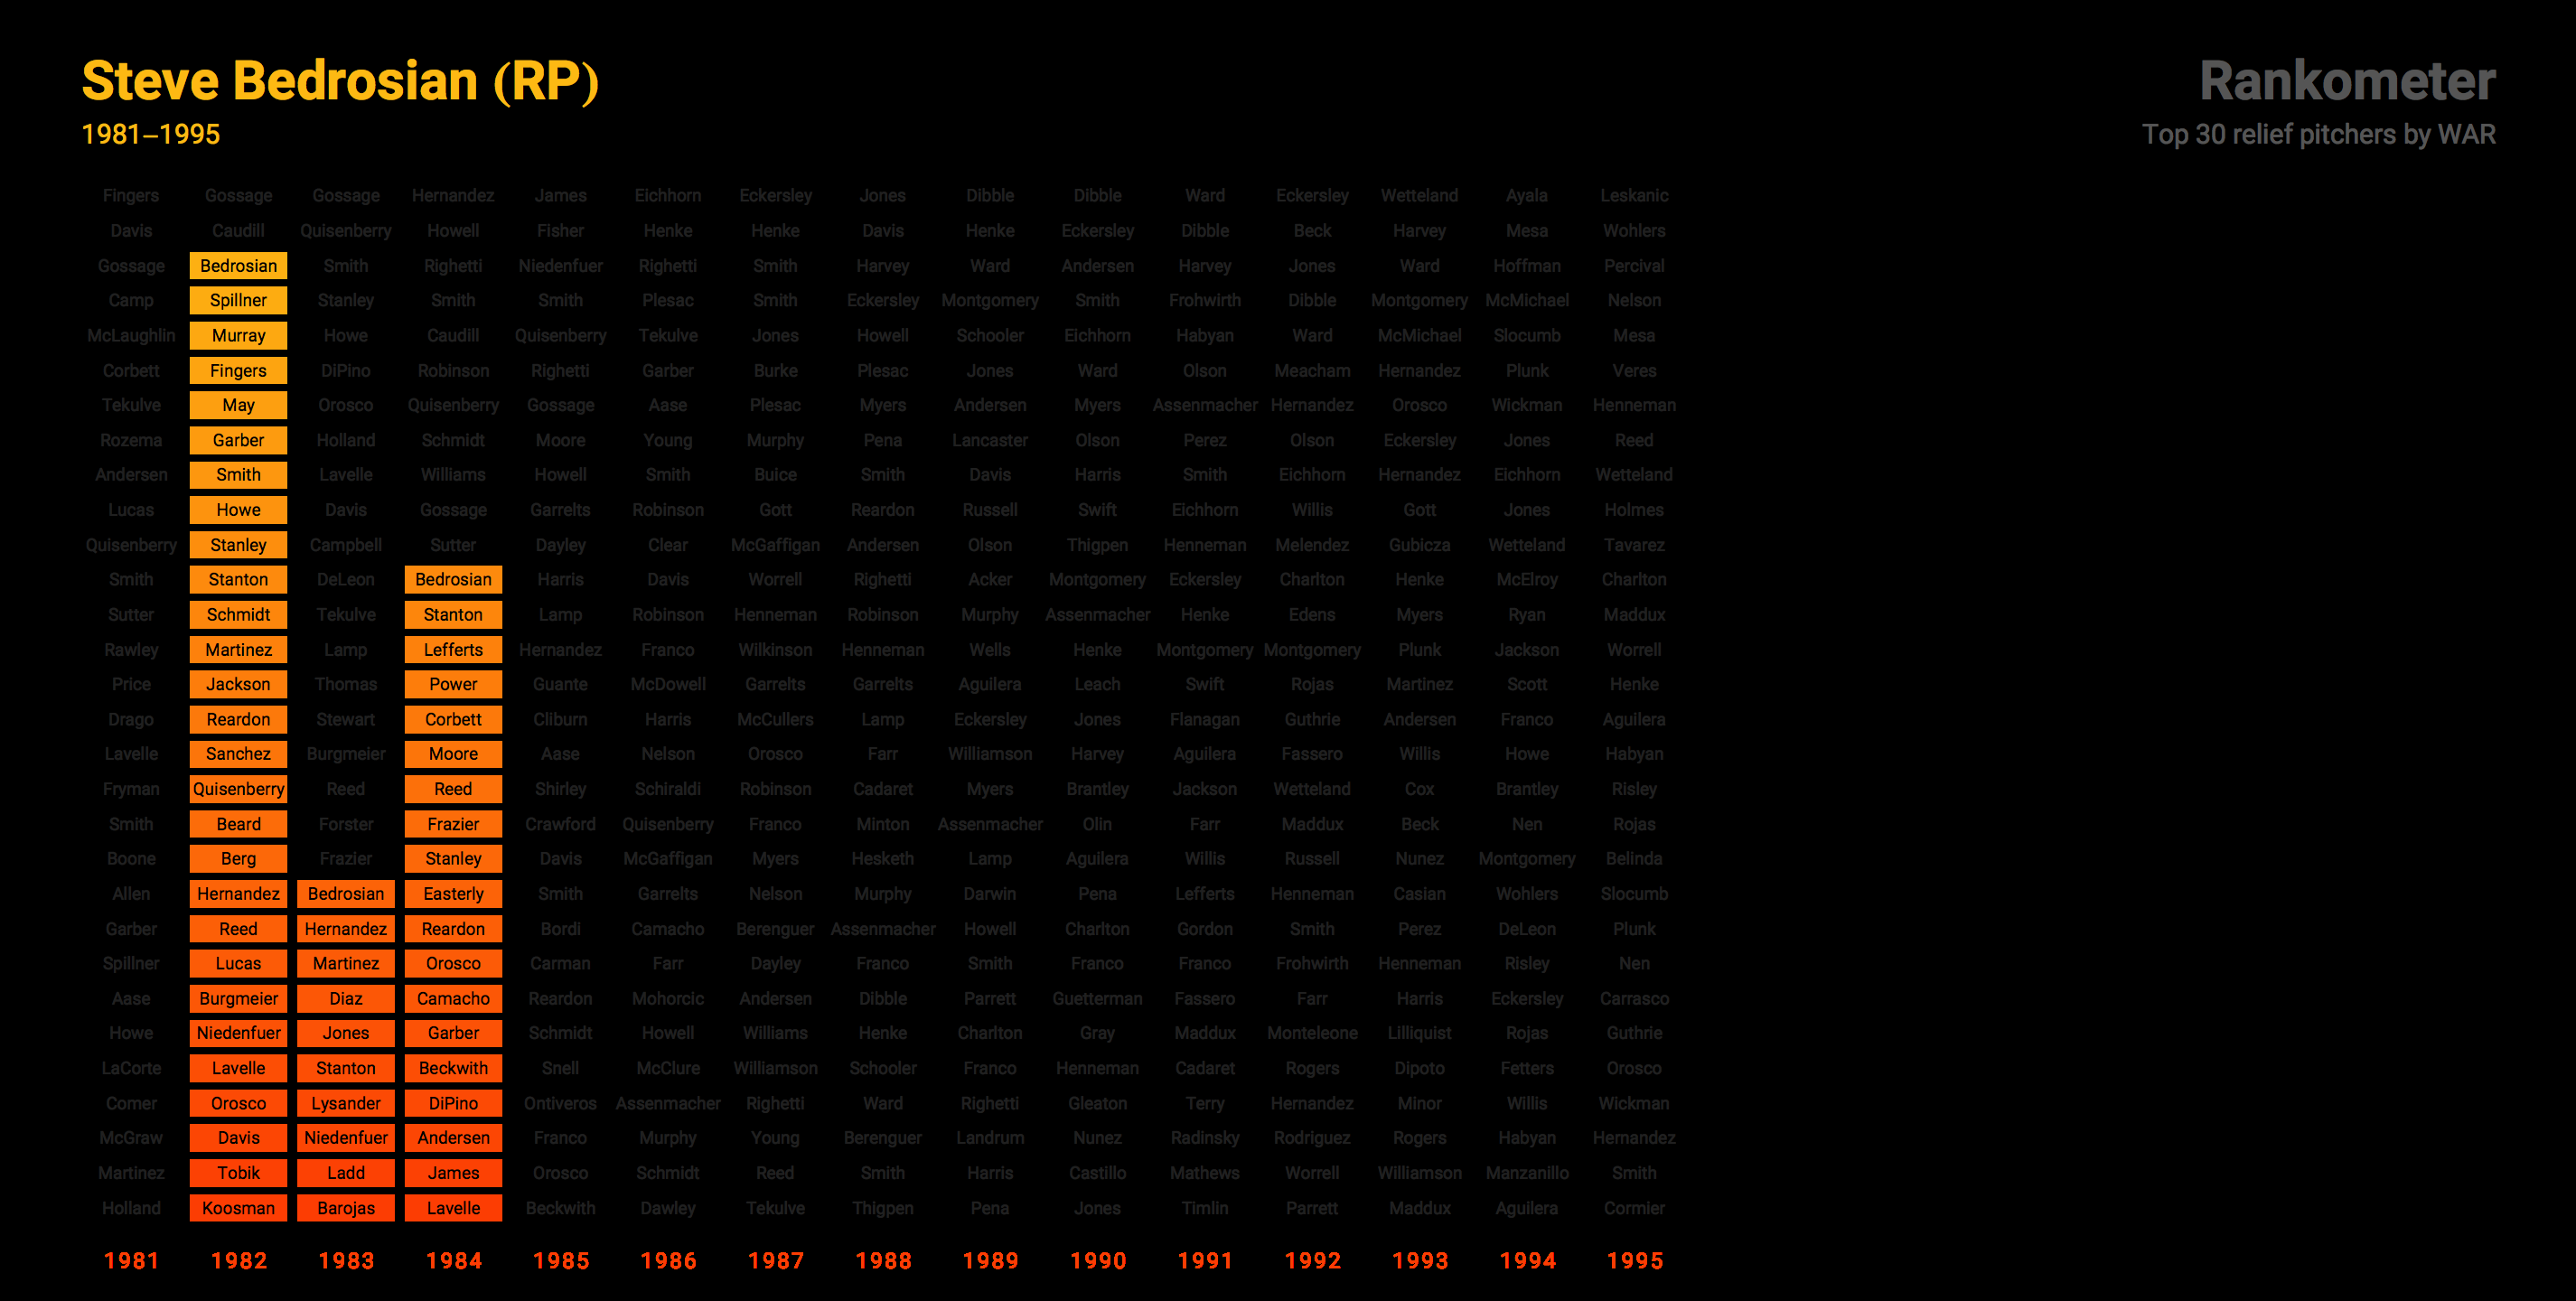 Steve Bedrosian (RP)
1981–1995
Rankometer
Top 30 relief pitchers by WAR
Fingers Gossage Gossage Hernandez James Eichhorn Eckersley Jones Dibble Dibble Ward Eckersley Wetteland Ayala Leskanic
Davis Caudill Quisenberry Howell Fisher Henke Henke Davis Henke Eckersley Dibble Beck Harvey Mesa Wohlers
Gossage Bedrosian Smith Righetti Niedenfuer Righetti Smith Harvey Ward Andersen Harvey Jones Ward Hoffman Percival
Camp Spillner Stanley Smith Smith Plesac Smith Eckersley Montgomery Smith Frohwirth Dibble Montgomery McMichael Nelson
McLaughlin Murray Howe Caudill Quisenberry Tekulve Jones Howell Schooler Eichhorn Habyan Ward McMichael Slocumb Mesa
Corbett Fingers DiPino Robinson Righetti Garber Burke Plesac Jones Ward Olson Meacham Hernandez Plunk Veres
Tekulve May Orosco Quisenberry Gossage Aase Plesac Myers Andersen Myers Assenmacher Hernandez Orosco Wickman Henneman
Rozema Garber Holland Schmidt Moore Young Murphy Pena Lancaster Olson Perez Olson Eckersley Jones Reed
Andersen Smith Lavelle Williams Howell Smith Buice Smith Davis Harris Smith Eichhorn Hernandez Eichhorn Wetteland
Lucas Howe Davis Gossage Garrelts Robinson Gott Reardon Russell Swift Eichhorn Willis Gott Jones Holmes
Quisenberry Stanley Campbell Sutter Dayley Clear McGaffigan Andersen Olson Thigpen Henneman Melendez Gubicza Wetteland Tavarez
Smith Stanton DeLeon Bedrosian Harris Davis Worrell Righetti Acker Montgomery Eckersley Charlton Henke McElroy Charlton
Sutter Schmidt Tekulve Stanton Lamp Robinson Henneman Robinson Murphy Assenmacher Henke Edens Myers Ryan Maddux
Rawley Martinez Lamp Lefferts Hernandez Franco Wilkinson Henneman Wells Henke Montgomery Montgomery Plunk Jackson Worrell
Price Jackson Thomas Power Guante McDowell Garrelts Garrelts Aguilera Leach Swift Rojas Martinez Scott Henke
Drago Reardon Stewart Corbett Cliburn Harris McCullers Lamp Eckersley Jones Flanagan Guthrie Andersen Franco Aguilera
Lavelle Sanchez Burgmeier Moore Aase Nelson Orosco Farr Williamson Harvey Aguilera Fassero Willis Howe Habyan
Fryman Quisenberry Reed Reed Shirley Schiraldi Robinson Cadaret Myers Brantley Jackson Wetteland Cox Brantley Risley
Smith Beard Forster Frazier Crawford Quisenberry Franco Minton Assenmacher Olin Farr Maddux Beck Nen Rojas
Boone Berg Frazier Stanley Davis McGaffigan Myers Hesketh Lamp Aguilera Willis Russell Nunez Montgomery Belinda
Allen Hernandez Bedrosian Easterly Smith Garrelts Nelson Murphy Darwin Pena Lefferts Henneman Casian Wohlers Slocumb
Garber Reed Hernandez Reardon Bordi Camacho Berenguer Assenmacher Howell Charlton Gordon Smith Perez DeLeon Plunk
Spillner Lucas Martinez Orosco Carman Farr Dayley Franco Smith Franco Franco Frohwirth Henneman Risley Nen
Aase Burgmeier Diaz Camacho Reardon Mohorcic Andersen Dibble Parrett Guetterman Fassero Farr Harris Eckersley Carrasco
Howe Niedenfuer Jones Garber Schmidt Howell Williams Henke Charlton Gray Maddux Monteleone Lilliquist Rojas Guthrie
LaCorte Lavelle Stanton Beckwith Snell McClure Williamson Schooler Franco Henneman Cadaret Rogers Dipoto Fetters Orosco
Comer Orosco Lysander DiPino Ontiveros Assenmacher Righetti Ward Righetti Gleaton Terry Hernandez Minor Willis Wickman
McGraw Davis Niedenfuer Andersen Franco Murphy Young Berenguer Landrum Nunez Radinsky Rodriguez Rogers Habyan Hernandez
Martinez Tobik Ladd James Orosco Schmidt Reed Smith Harris Castillo Mathews Worrell Williamson Manzanillo Smith
Holland Koosman Barojas Lavelle Beckwith Dawley Tekulve Thigpen Pena Jones Timlin Parrett Maddux Aguilera Cormier
1981 1982 1983 1984 1985 1986 1987 1988 1989 1990 1991 1992 1993 1994 1995